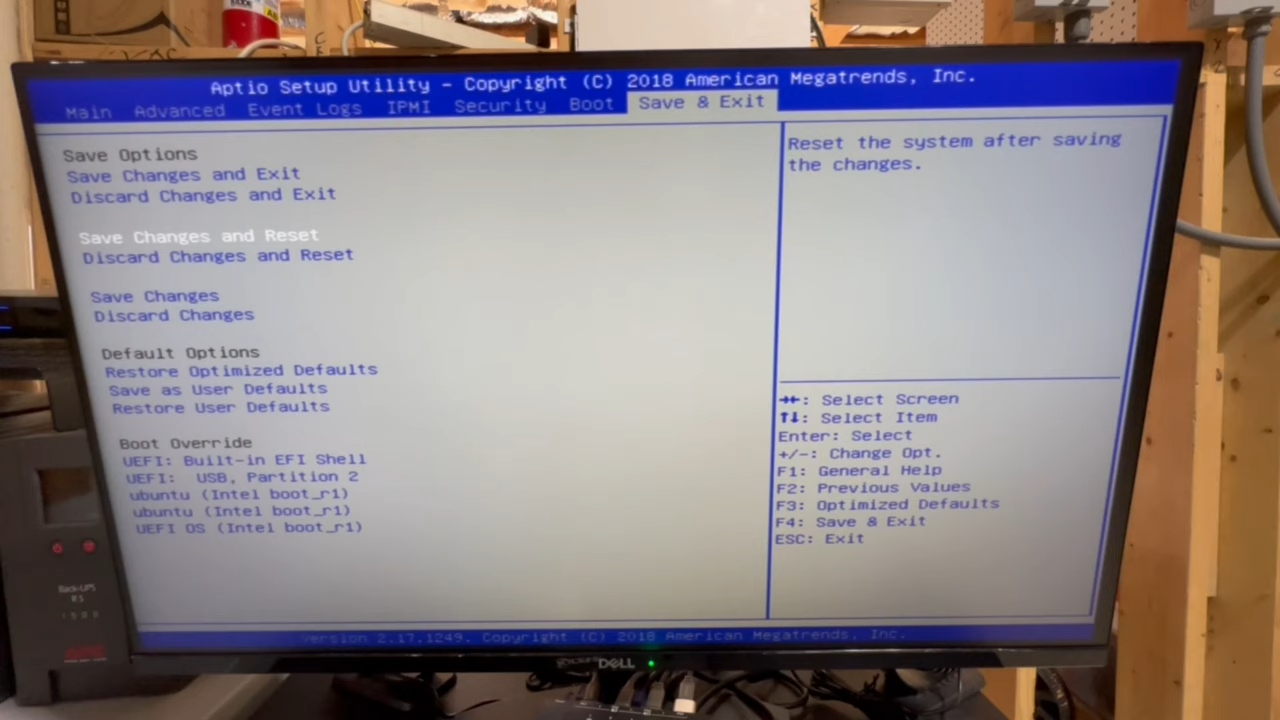 Aptio Setup Utility - Copyright (C) 2018 American Megatrends, Inc.
Main Advanced Event Logs IPMI Security Boot Save & Exit
Save Options
Save Changes and Exit
Discard Changes and Exit
Save Changes and Reset
Discard Changes and Reset
Save Changes
Discard Changes
Default Options
Restore Optimized Defaults
Save as User Defaults
Restore User Defaults
Boot Override
UEFI: Built-in EFI Shell
UEFI: USB, Partition 2
ubuntu (Intel boot_r1)
ubuntu (Intel boot_r1)
UEFI OS (Intel boot_r1)
Reset the system after saving
the changes.
→←: Select Screen
↑↓: Select Item
Enter: Select
+/-: Change Opt.
F1: General Help
F2: Previous Values
F3: Optimized Defaults
F4: Save & Exit
ESC: Exit
Version 2.17.1249. Copyright (C) 2018 American Megatrends, Inc.
DELL
Back-UPS
RS
1500
APC